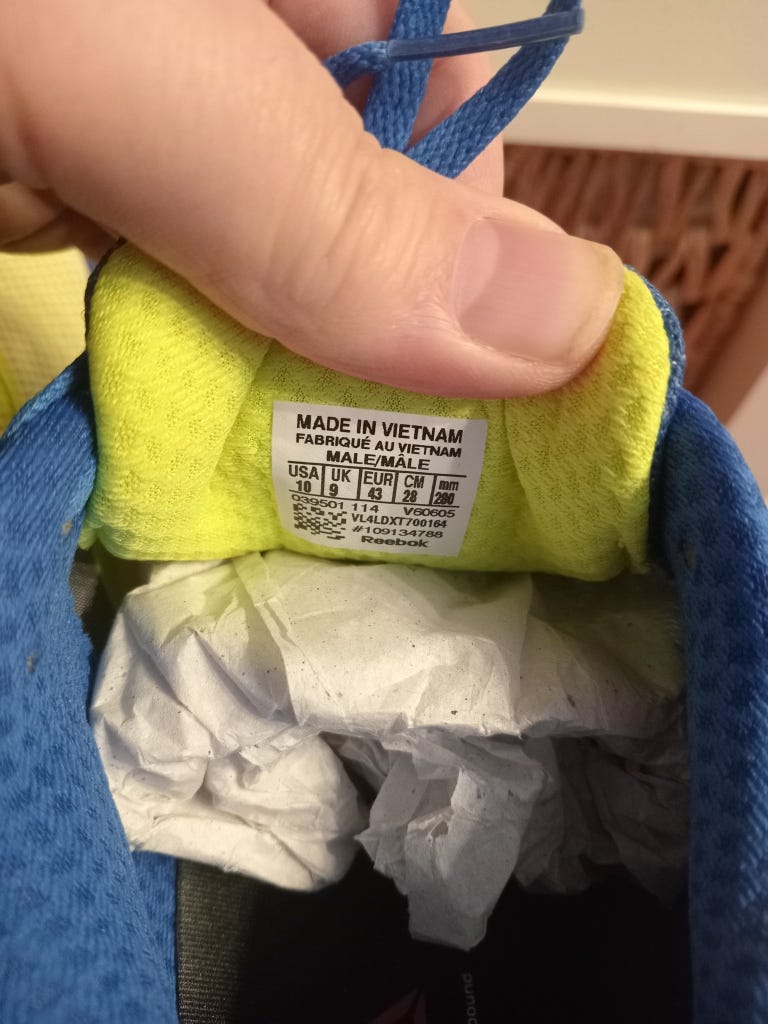 MADE IN VIETNAM
FABRIQUÉ AU VIETNAM
MALE/MÂLE
USA UK EUR CM mm
10 9 43 28 280
039501 114 V60605
VL4LDXT700164
#109134788
Reebok
ound